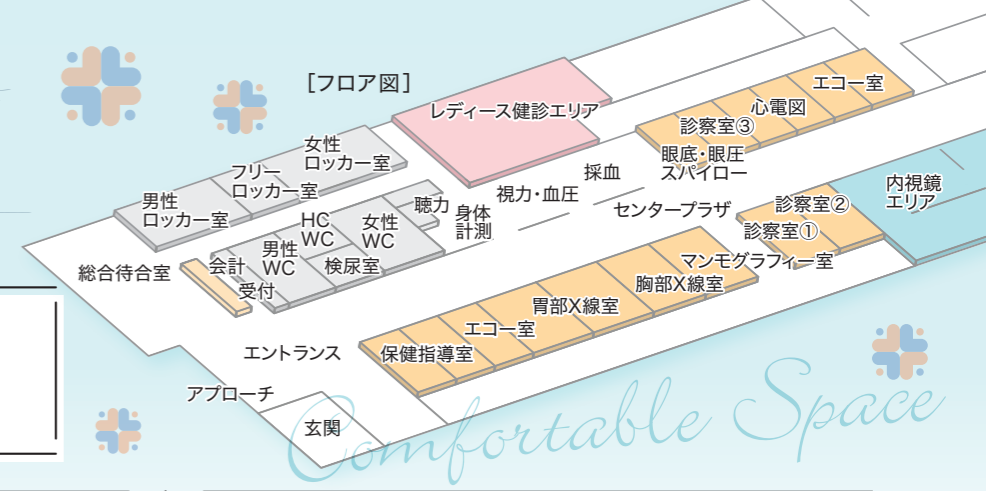 ［フロア図］
レディース健診エリア
エコー室
心電図
診察室③
眼底・眼圧
スパイロー
女性
ロッカー室
フリー
ロッカー室
男性
ロッカー室
採血
視力・血圧
聴力
身体
計測
センタープラザ
内視鏡
エリア
診察室②
診察室①
マンモグラフィー室
HC
WC
女性
WC
男性
WC
検尿室
会計
受付
総合待合室
胸部X線室
胃部X線室
エコー室
保健指導室
エントランス
アプローチ
玄関
Comfortable Space